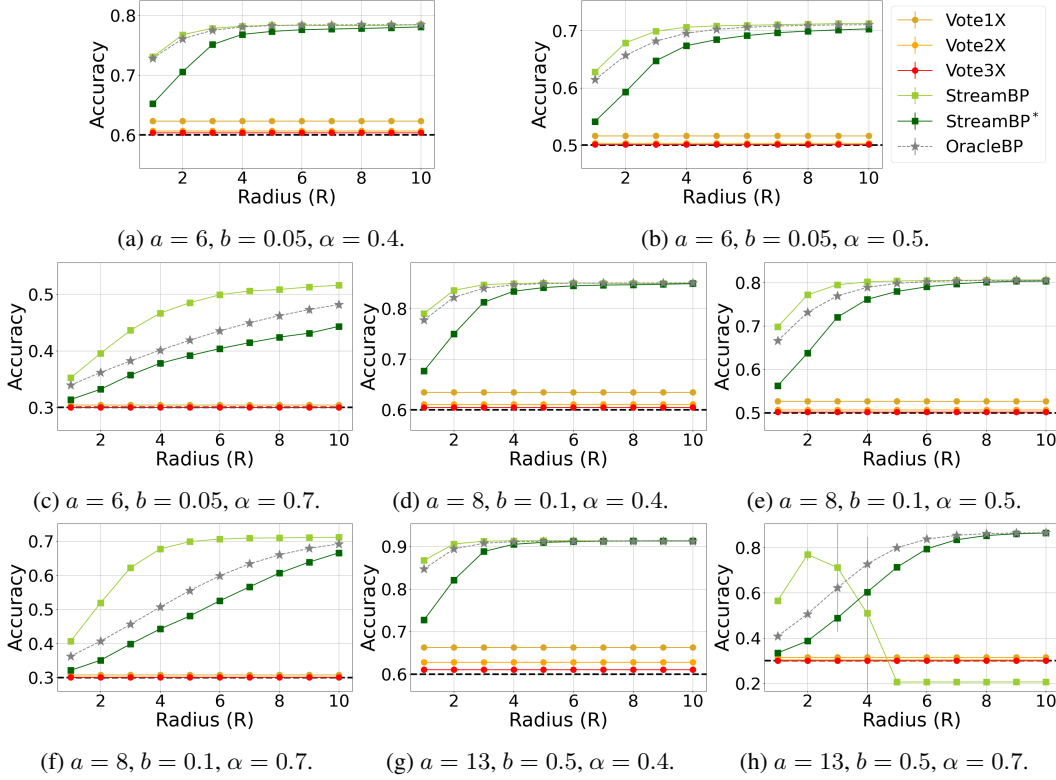 0.8
0.7
0.6
Accuracy
2
4
6
8
10
Radius (R)
(a) a = 6, b = 0.05, α = 0.4.
0.7
0.6
0.5
Accuracy
2
4
6
8
10
Radius (R)
(b) a = 6, b = 0.05, α = 0.5.
Vote1X
Vote2X
Vote3X
StreamBP
StreamBP*
OracleBP
0.5
0.4
0.3
Accuracy
2
4
6
8
10
Radius (R)
(c) a = 6, b = 0.05, α = 0.7.
0.8
0.7
0.6
Accuracy
2
4
6
8
10
Radius (R)
(d) a = 8, b = 0.1, α = 0.4.
0.8
0.7
0.6
0.5
Accuracy
2
4
6
8
10
Radius (R)
(e) a = 8, b = 0.1, α = 0.5.
0.7
0.6
0.5
0.4
0.3
Accuracy
2
4
6
8
10
Radius (R)
(f) a = 8, b = 0.1, α = 0.7.
0.9
0.8
0.7
0.6
Accuracy
2
4
6
8
10
Radius (R)
(g) a = 13, b = 0.5, α = 0.4.
0.8
0.6
0.4
0.2
Accuracy
2
4
6
8
10
Radius (R)
(h) a = 13, b = 0.5, α = 0.7.